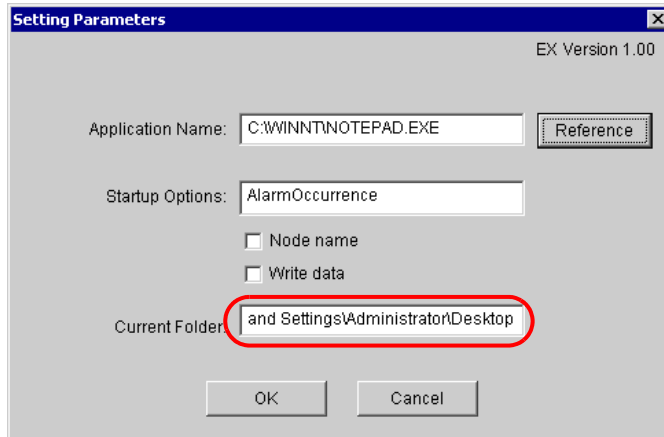 Setting Parameters
EX Version 1.00
Application Name: C:\WINNT\NOTEPAD.EXE Reference
Startup Options: AlarmOccurrence
Node name
Write data
Current Folder: and Settings\Administrator\Desktop
OK Cancel